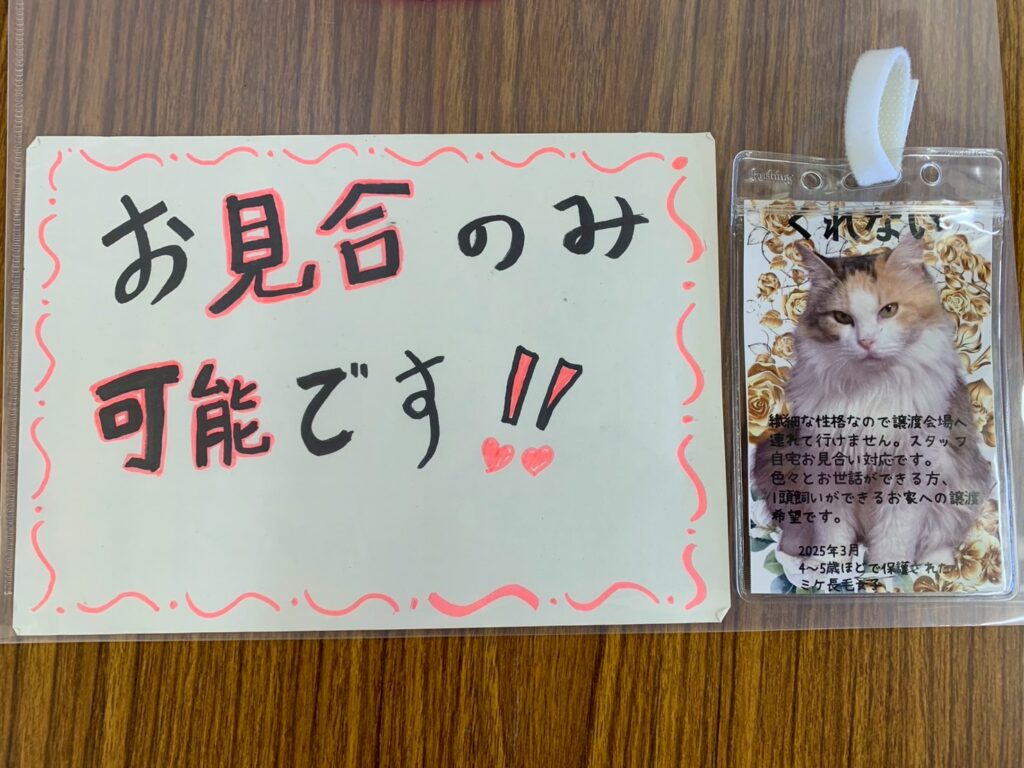 お見合のみ
可能です!!
くれない
繊細な性格なので譲渡会場へ
連れて行けません。スタッフ
自宅お見合い対応です。
色々とお世話ができる方、
1頭飼いができるお家への譲渡
希望です。
2025年3月
4〜5歳ほどで保護された
ミケ長毛女子